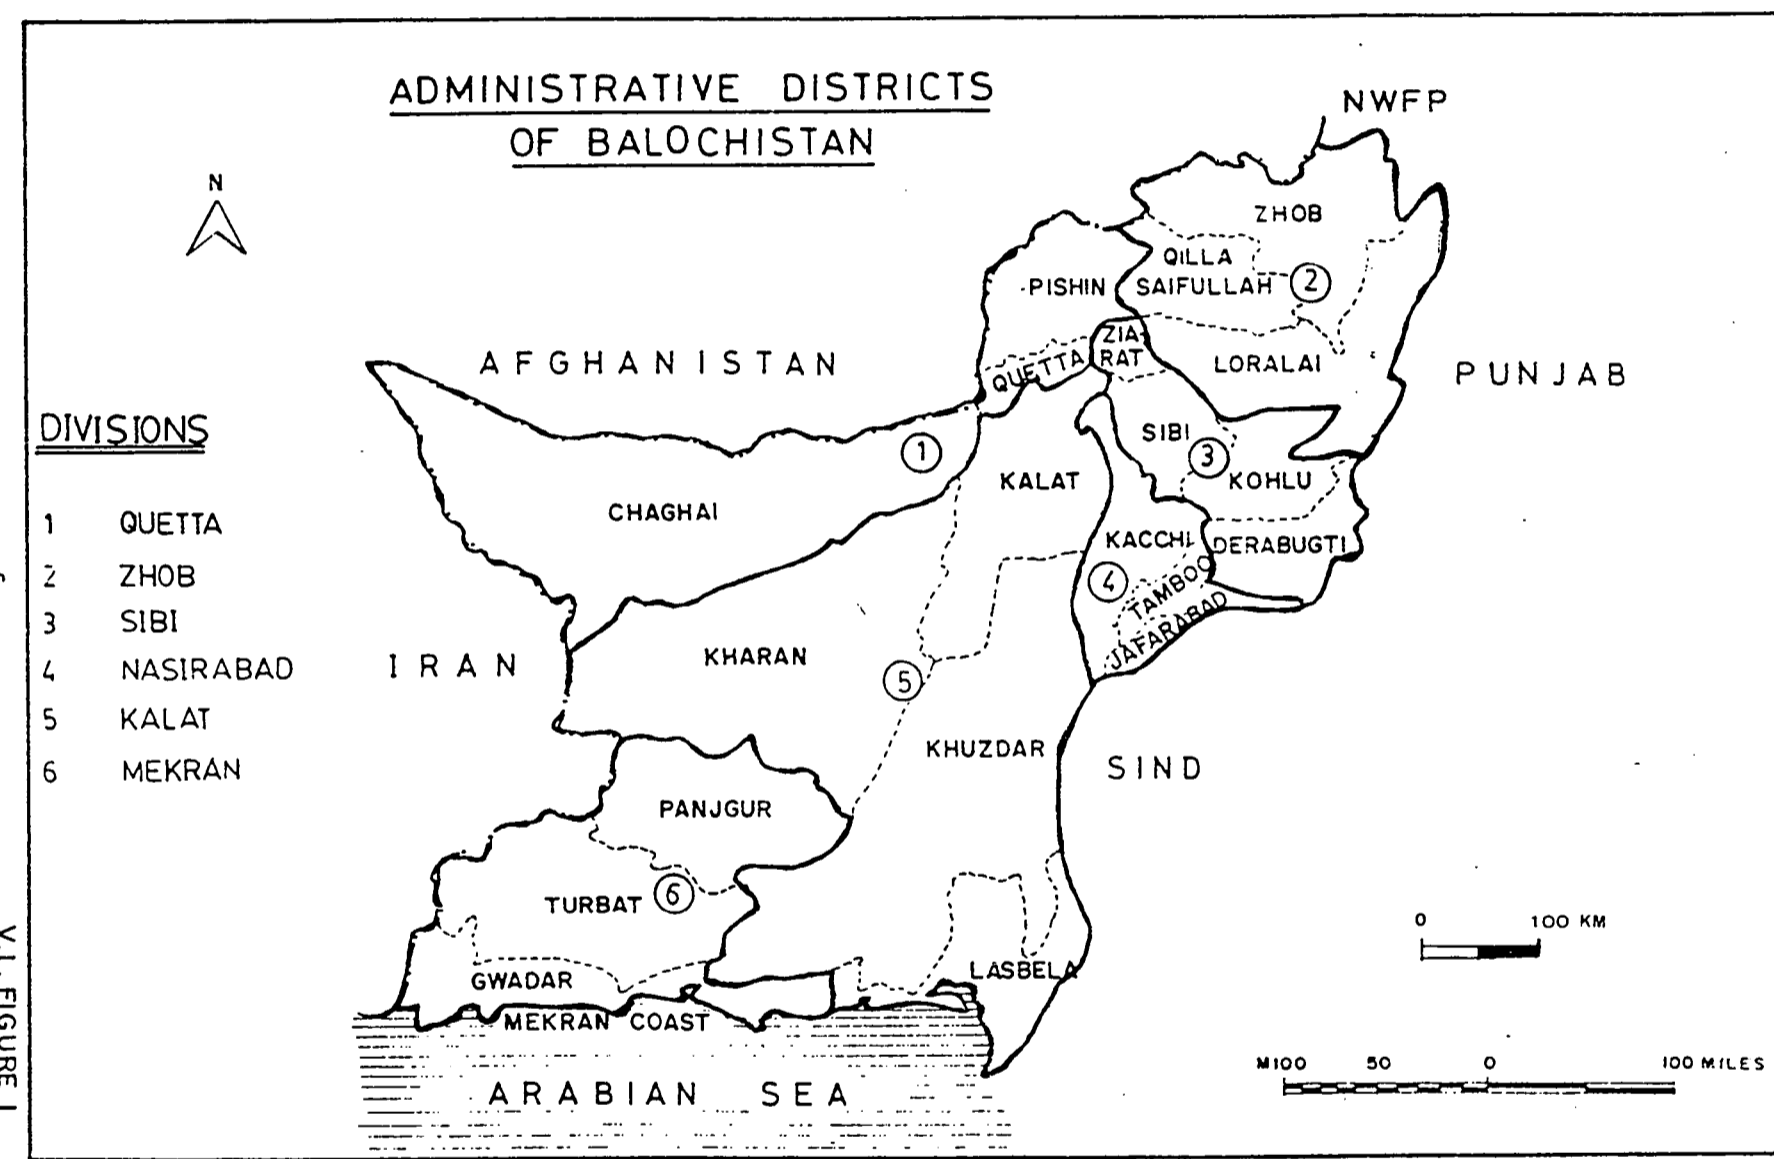 ADMINISTRATIVE DISTRICTS
OF BALOCHISTAN
N
NWFP
ZHOB
QILLA
SAIFULLAH
2
PISHIN
ZIA-
RAT
QUETTA
LORALAI
AFGHANISTAN
PUNJAB
DIVISIONS
1 QUETTA
2 ZHOB
3 SIBI
4 NASIRABAD
5 KALAT
6 MEKRAN
1
CHAGHAI
SIBI
3
KOHLU
KALAT
KACCHI
DERABUGTI
4
TAMBOO
JAFARABAD
IRAN
KHARAN
5
KHUZDAR
SIND
PANJGUR
TURBAT
6
GWADAR
LASBELA
MEKRAN COAST
ARABIAN SEA
0 100 KM
M100 50 0 100 MILES
V.I. FIGURE I